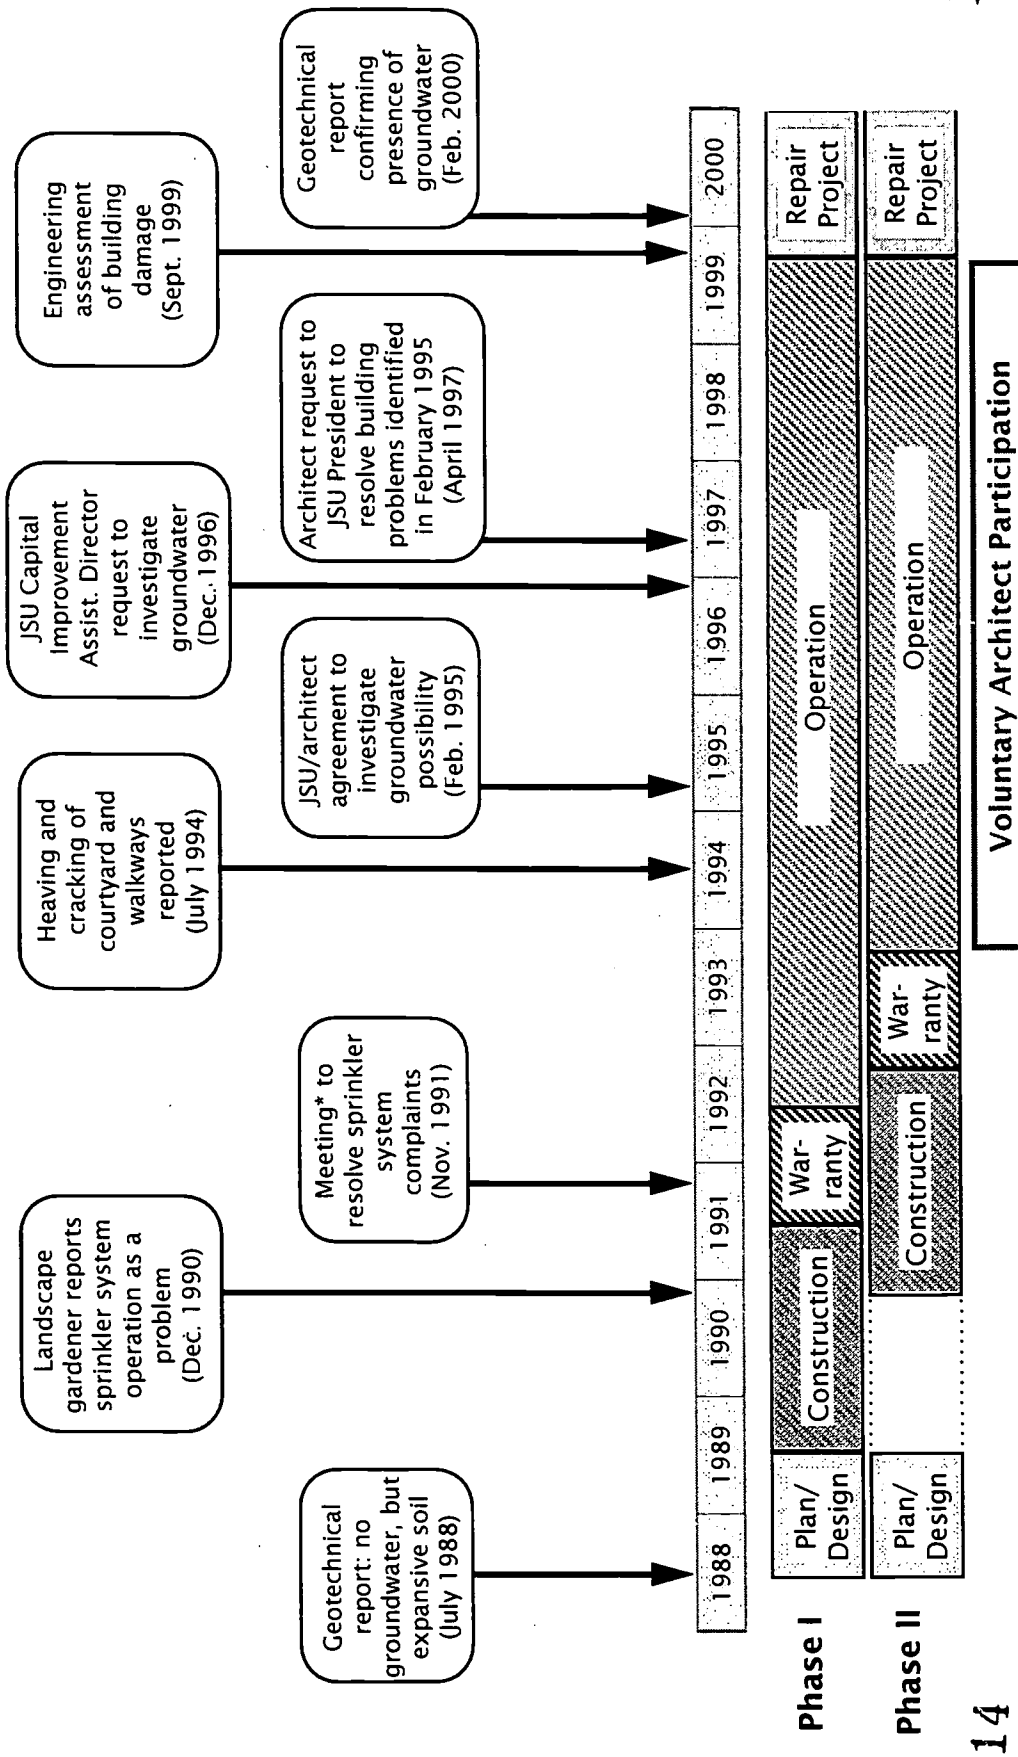 Geotechnical
report: no
groundwater, but
expansive soil
(July 1988)
Landscape
gardener reports
sprinkler system
operation as a
problem
(Dec. 1990)
Meeting* to
resolve sprinkler
system
complaints
(Nov. 1991)
Heaving and
cracking of
courtyard and
walkways
reported
(July 1994)
JSU/architect
agreement to
investigate
groundwater
possibility
(Feb. 1995)
JSU Capital
Improvement
Assist. Director
request to
investigate
groundwater
(Dec. 1996)
Architect request to
JSU President to
resolve building
problems identified
in February 1995
(April 1997)
Engineering
assessment
of building
damage
(Sept. 1999)
Geotechnical
report
confirming
presence of
groundwater
(Feb. 2000)
1988 1989 1990 1991 1992 1993 1994 1995 1996 1997 1998 1999 2000
Phase I
Plan/
Design
Construction
War-
ranty
Operation
Repair
Project
Phase II
Plan/
Design
Construction
War-
ranty
Operation
Repair
Project
Voluntary Architect Participation
14